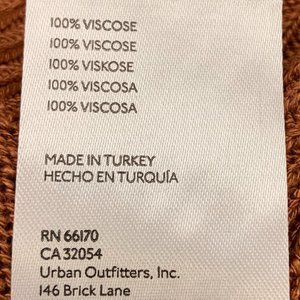 100% VISCOSE
100% VISCOSE
100% VISKOSE
100% VISCOSA
100% VISCOSA
MADE IN TURKEY
HECHO EN TURQUÍA
RN 66170
CA 32054
Urban Outfitters, Inc.
146 Brick Lane